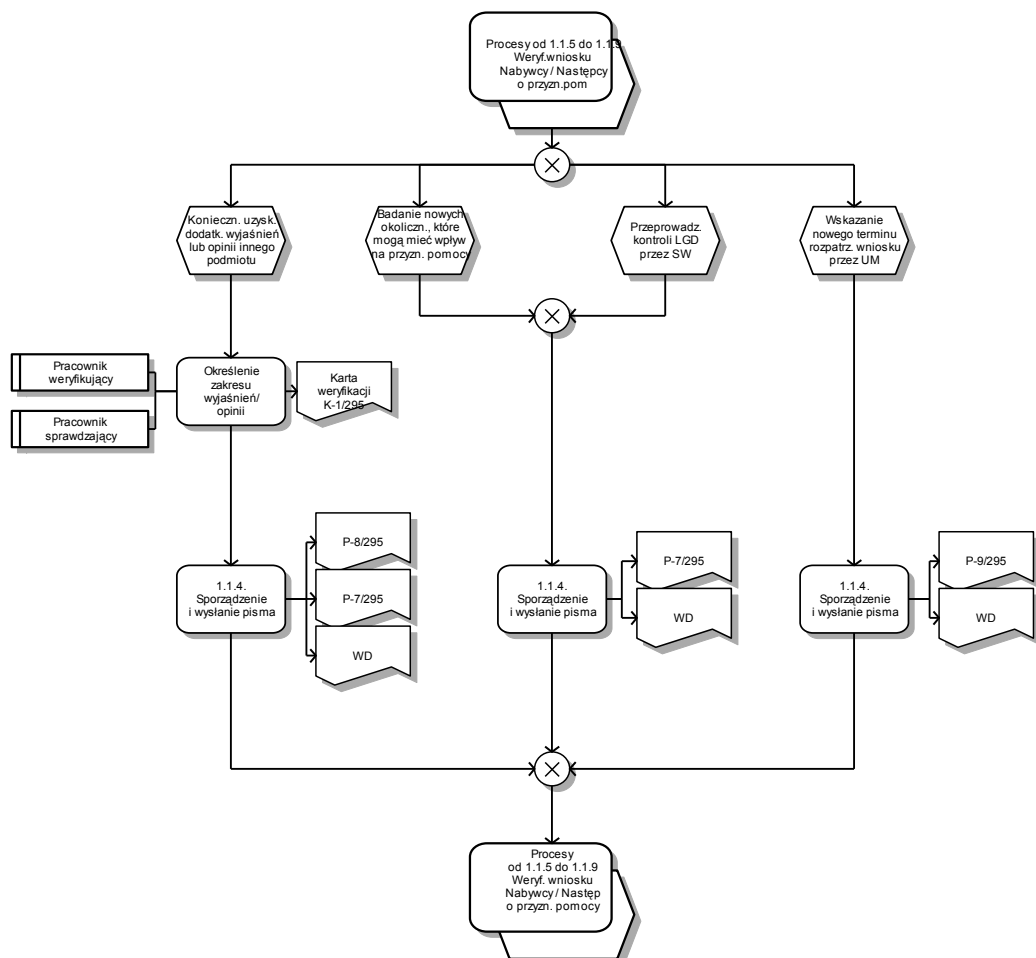 Procesy od 1.1.5 do 1.1.9
Weryf.wniosku
Nabywcy / Następcy
o przyzn.pom
Konieczn. uzysk.
dodatk. wyjaśnień
lub opinii innego
podmiotu
Badanie nowych
okoliczn., które
mogą mieć wpływ
na przyzn. pomocy
Przeprowadz.
kontroli LGD
przez SW
Wskazanie
nowego terminu
rozpatrz. wniosku
przez UM
Pracownik
weryfikujący
Pracownik
sprawdzający
Określenie
zakresu
wyjaśnień/
opinii
Karta
weryfikacji
K-1/295
1.1.4.
Sporządzenie
i wysłanie pisma
P-8/295
P-7/295
WD
1.1.4.
Sporządzenie
i wysłanie pisma
P-7/295
WD
1.1.4.
Sporządzenie
i wysłanie pisma
P-9/295
WD
Procesy
od 1.1.5 do 1.1.9
Weryf. wniosku
Nabywcy / Następ
o przyzn. pomocy